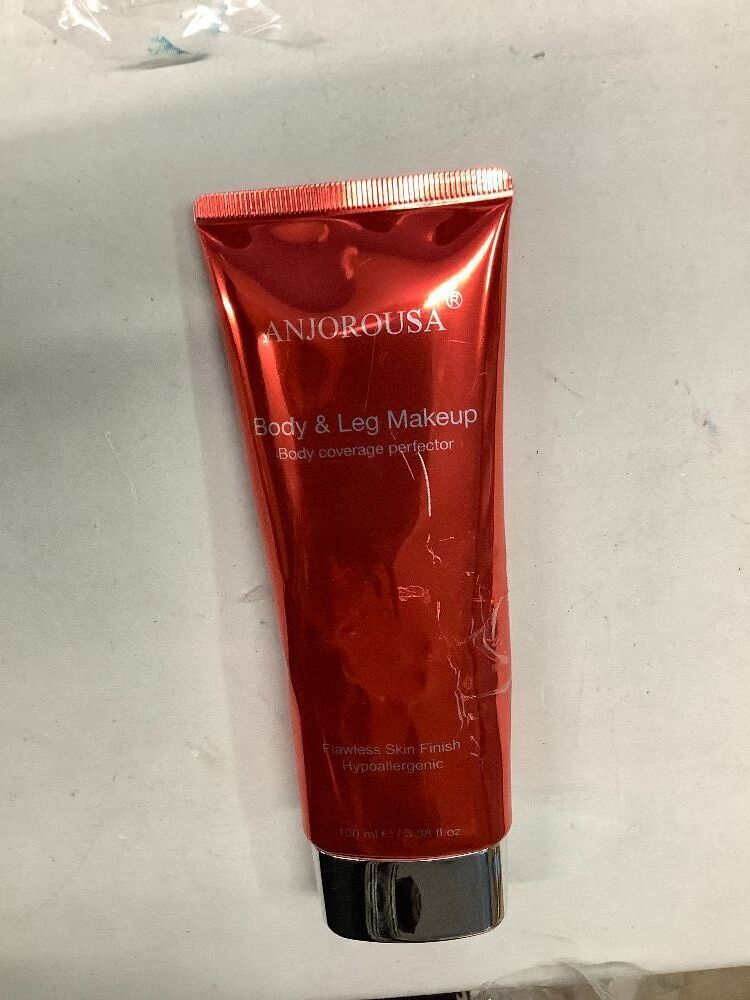 ANJOROUSA®
Body & Leg Makeup
Body coverage perfector
Flawless Skin Finish
Hypoallergenic
100 ml ℮ / 3.38 fl.oz